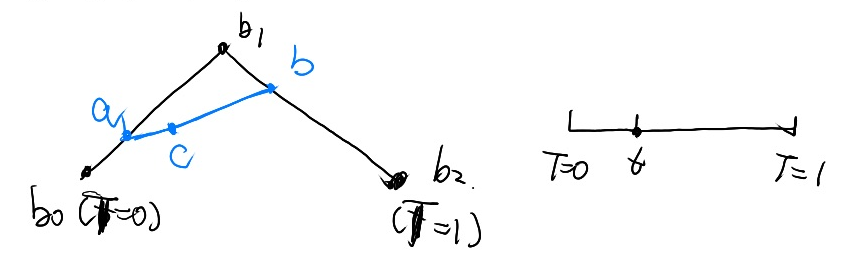 b₁
b
a
c
T=0 t T=1
b₀ (T=0)
b₂.
(T=1)